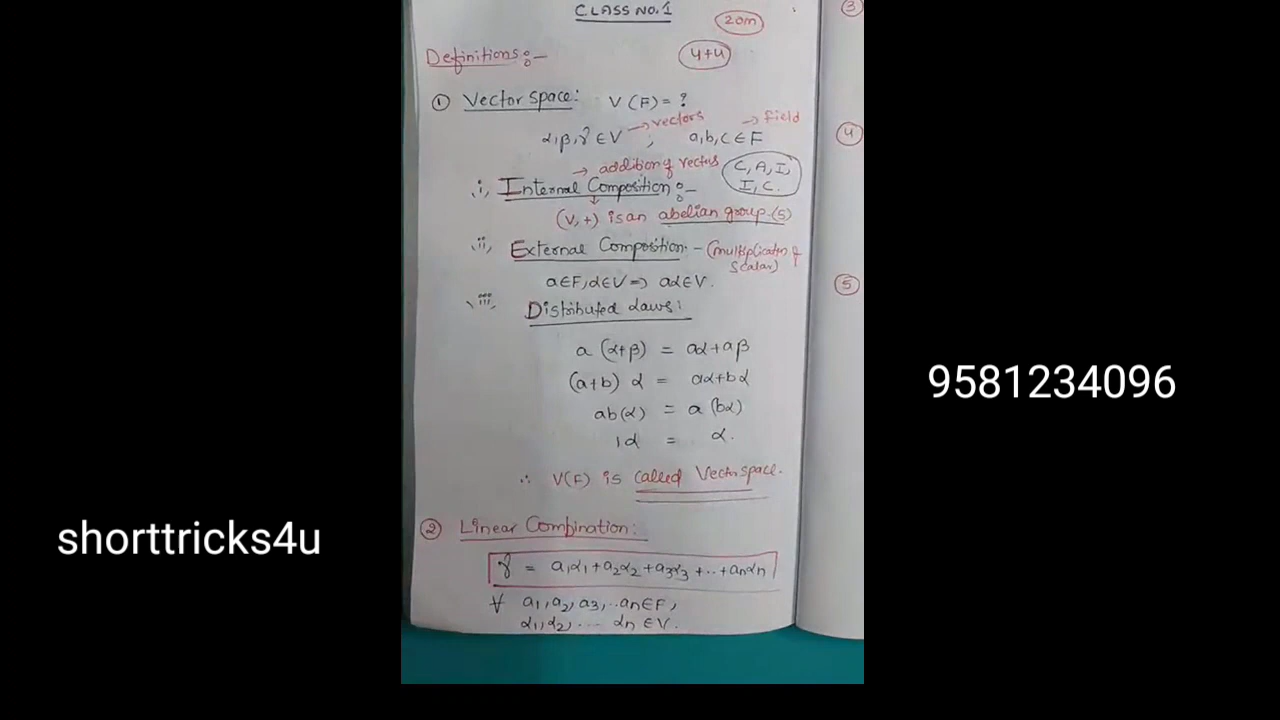 CLASS NO.1
20m
4+4
Definitions:-
① Vector space: V(F) = ?
α,β,γ ∈ V → vectors ; a,b,c ∈ F → field
→ addition of vectors
C, A, I,
I, C.
i, Internal Composition:-
(V,+) is an abelian group.(5)
ii, External Composition. - (multiplication of
scalar)
a∈F, α∈V ⇒ aα∈V.
iii, Distributed Laws:
a (α+β) = aα+aβ
(a+b) α = aα+bα
ab(α) = a (bα)
1α = α.
∴ V(F) is called Vector space.
② Linear Combination:
γ = a₁α₁+a₂α₂+a₃α₃+..+anαn
∀ a₁,a₂,a₃,..an∈F,
α₁,α₂,... αn ∈V.
3
4
5
9581234096
shorttricks4u